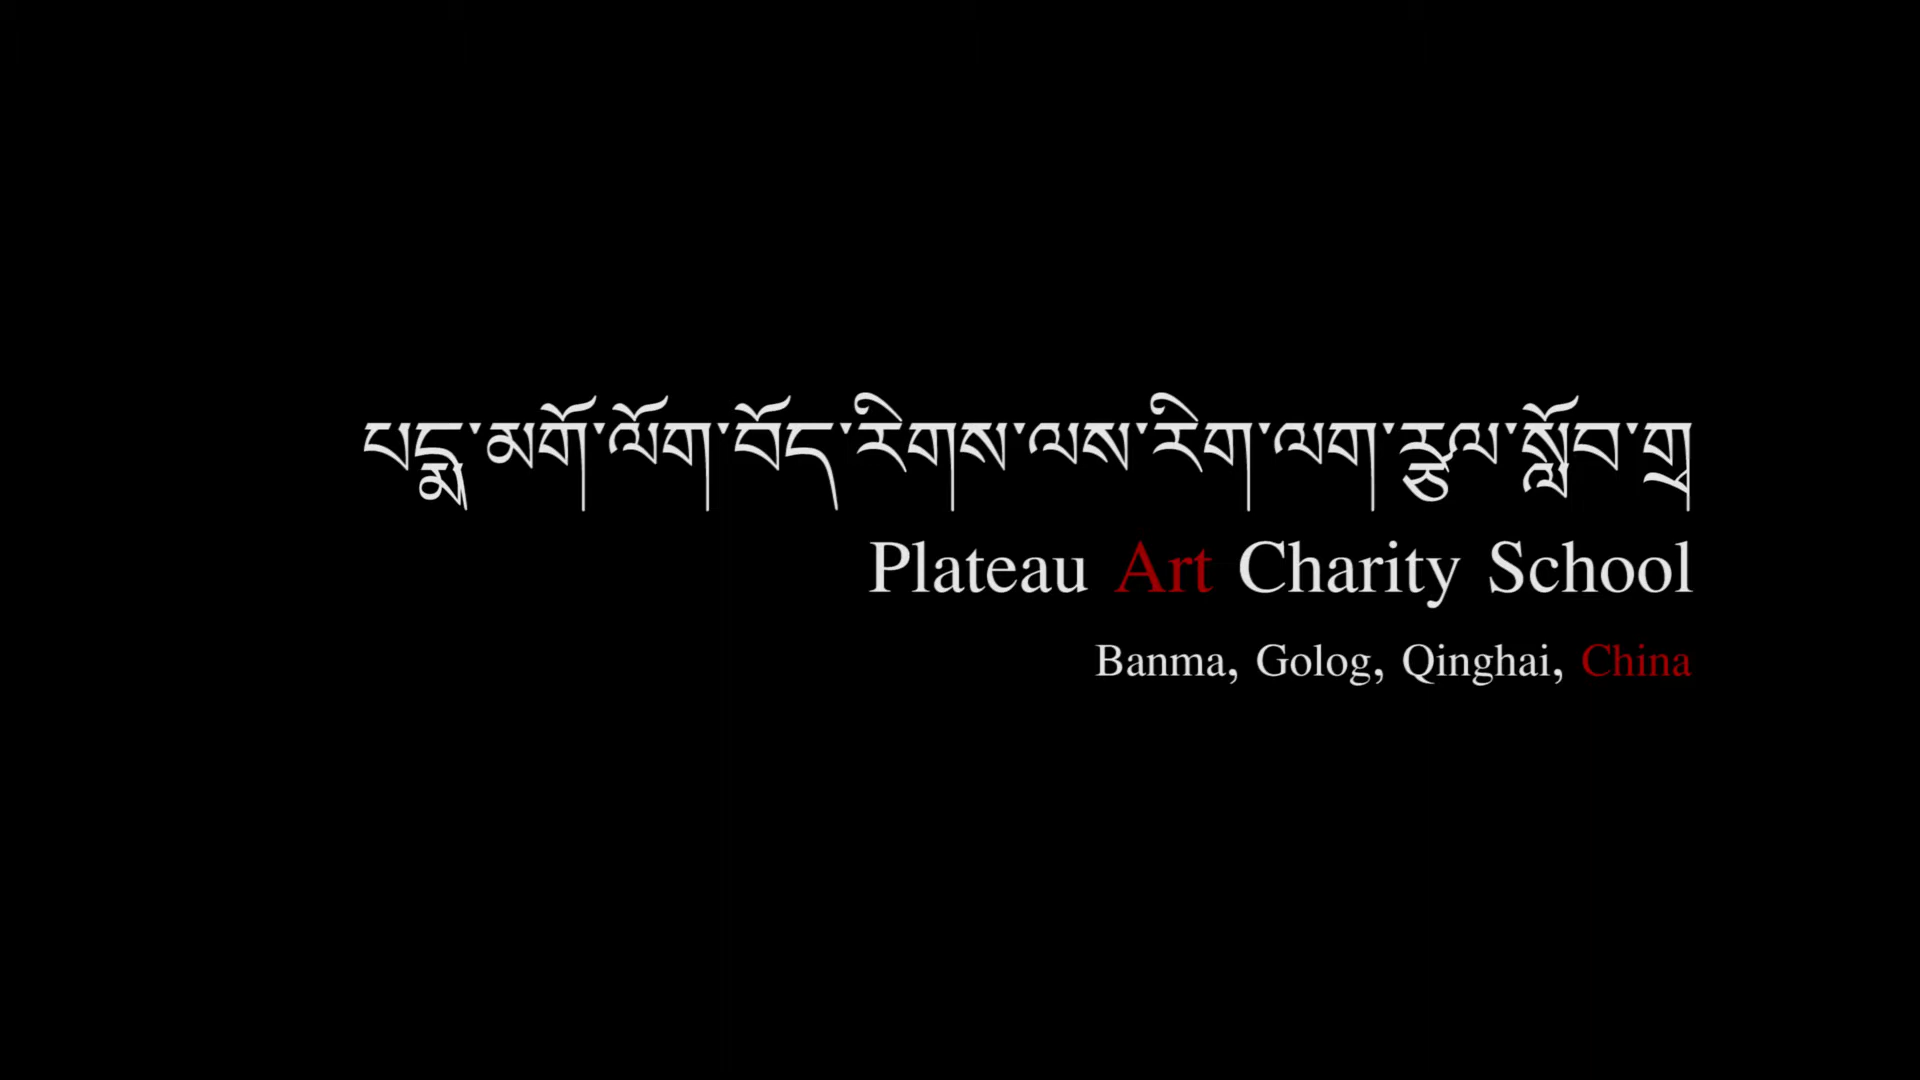 པདྨ་མགོ་ལོག་བོད་རིགས་ལས་རིག་ལག་རྩལ་སློབ་གྲ
Plateau Art Charity School
Banma, Golog, Qinghai, China